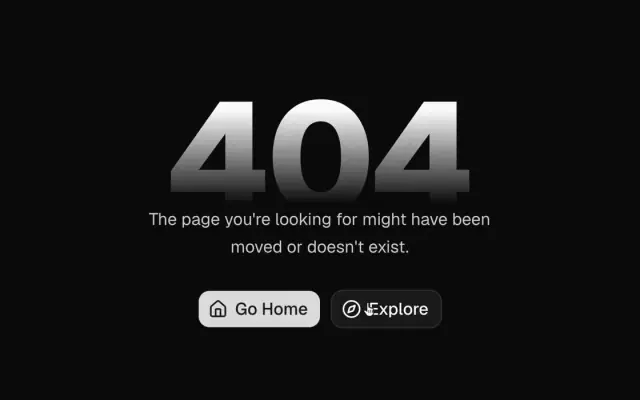 404
The page you're looking for might have been
moved or doesn't exist.
Go Home
Explore